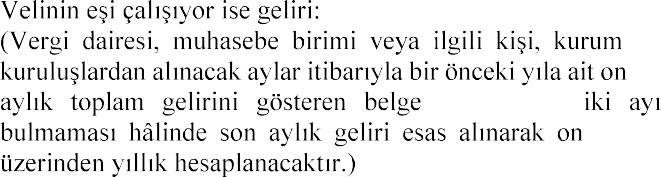 Velinin eşi çalışıyor ise geliri:
(Vergi dairesi, muhasebe birimi veya ilgili kişi, kurum
kuruluşlardan alınacak aylar itibarıyla bir önceki yıla ait on
aylık toplam gelirini gösteren belge iki ayı
bulmaması hâlinde son aylık geliri esas alınarak on
üzerinden yıllık hesaplanacaktır.)